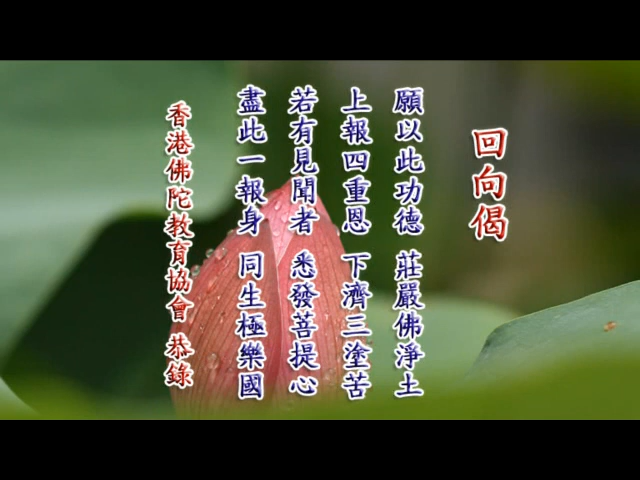 回向偈
願以此功德 莊嚴佛淨土
上報四重恩 下濟三塗苦
若有見聞者 悉發菩提心
盡此一報身 同生極樂國
香港佛陀教育協會 恭錄